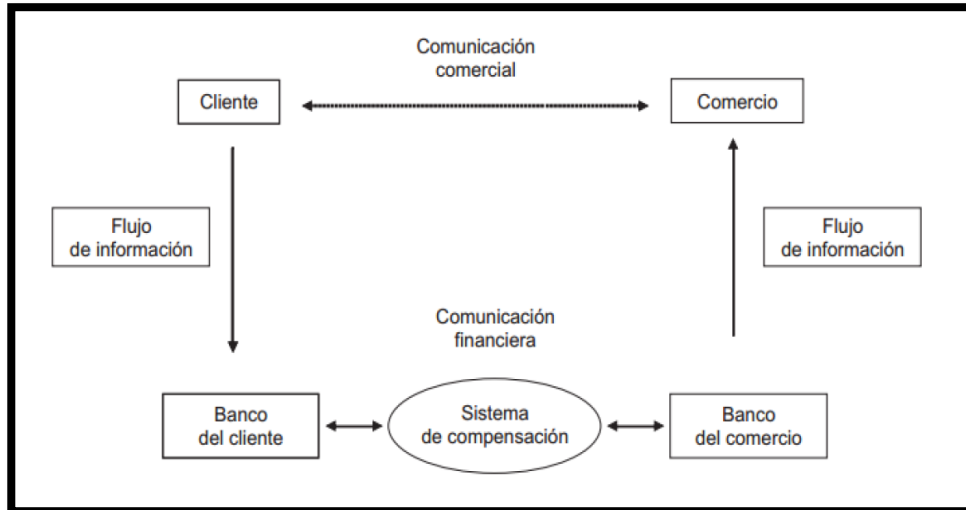 Comunicación
comercial
Cliente
Comercio
Flujo
de información
Flujo
de información
Comunicación
financiera
Banco
del cliente
Sistema
de compensación
Banco
del comercio